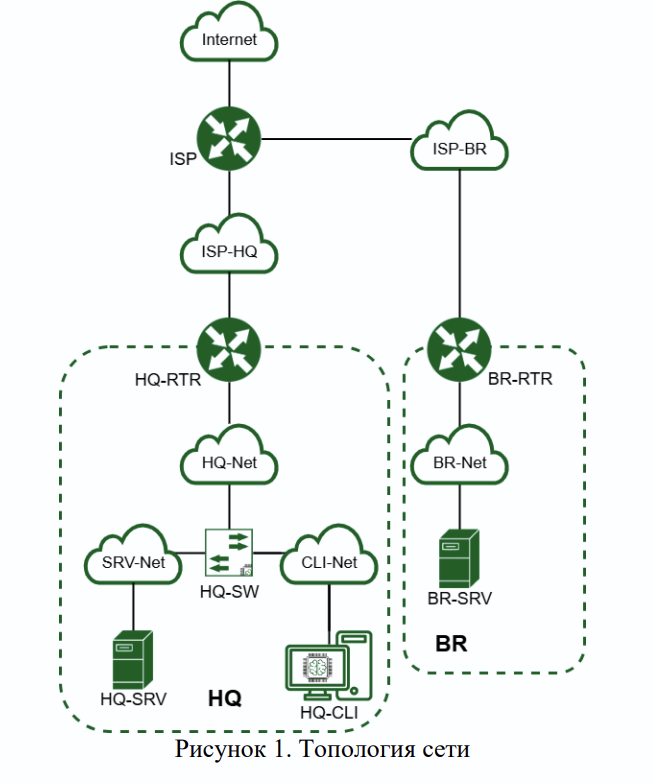 Internet
ISP
ISP-BR
ISP-HQ
HQ-RTR
BR-RTR
HQ-Net
BR-Net
SRV-Net
CLI-Net
HQ-SW
BR-SRV
BR
HQ-SRV
HQ
HQ-CLI
Рисунок 1. Топология сети